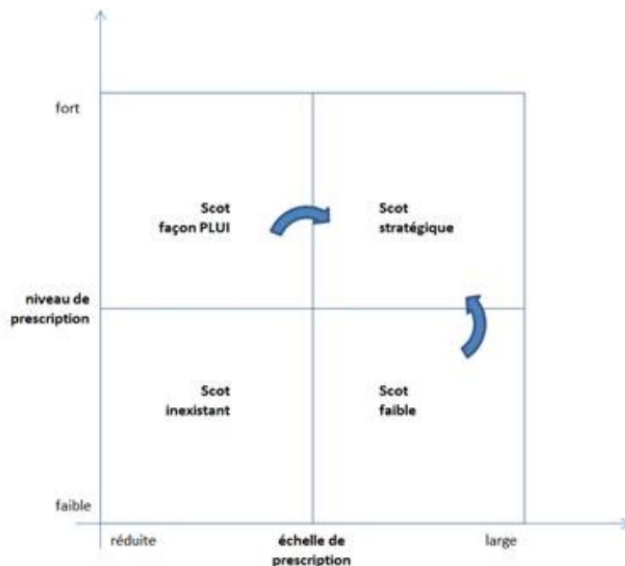 fort
Scot
façon PLUI
Scot
stratégique
niveau de
prescription
Scot
inexistant
Scot
faible
faible
réduite
échelle de
prescription
large